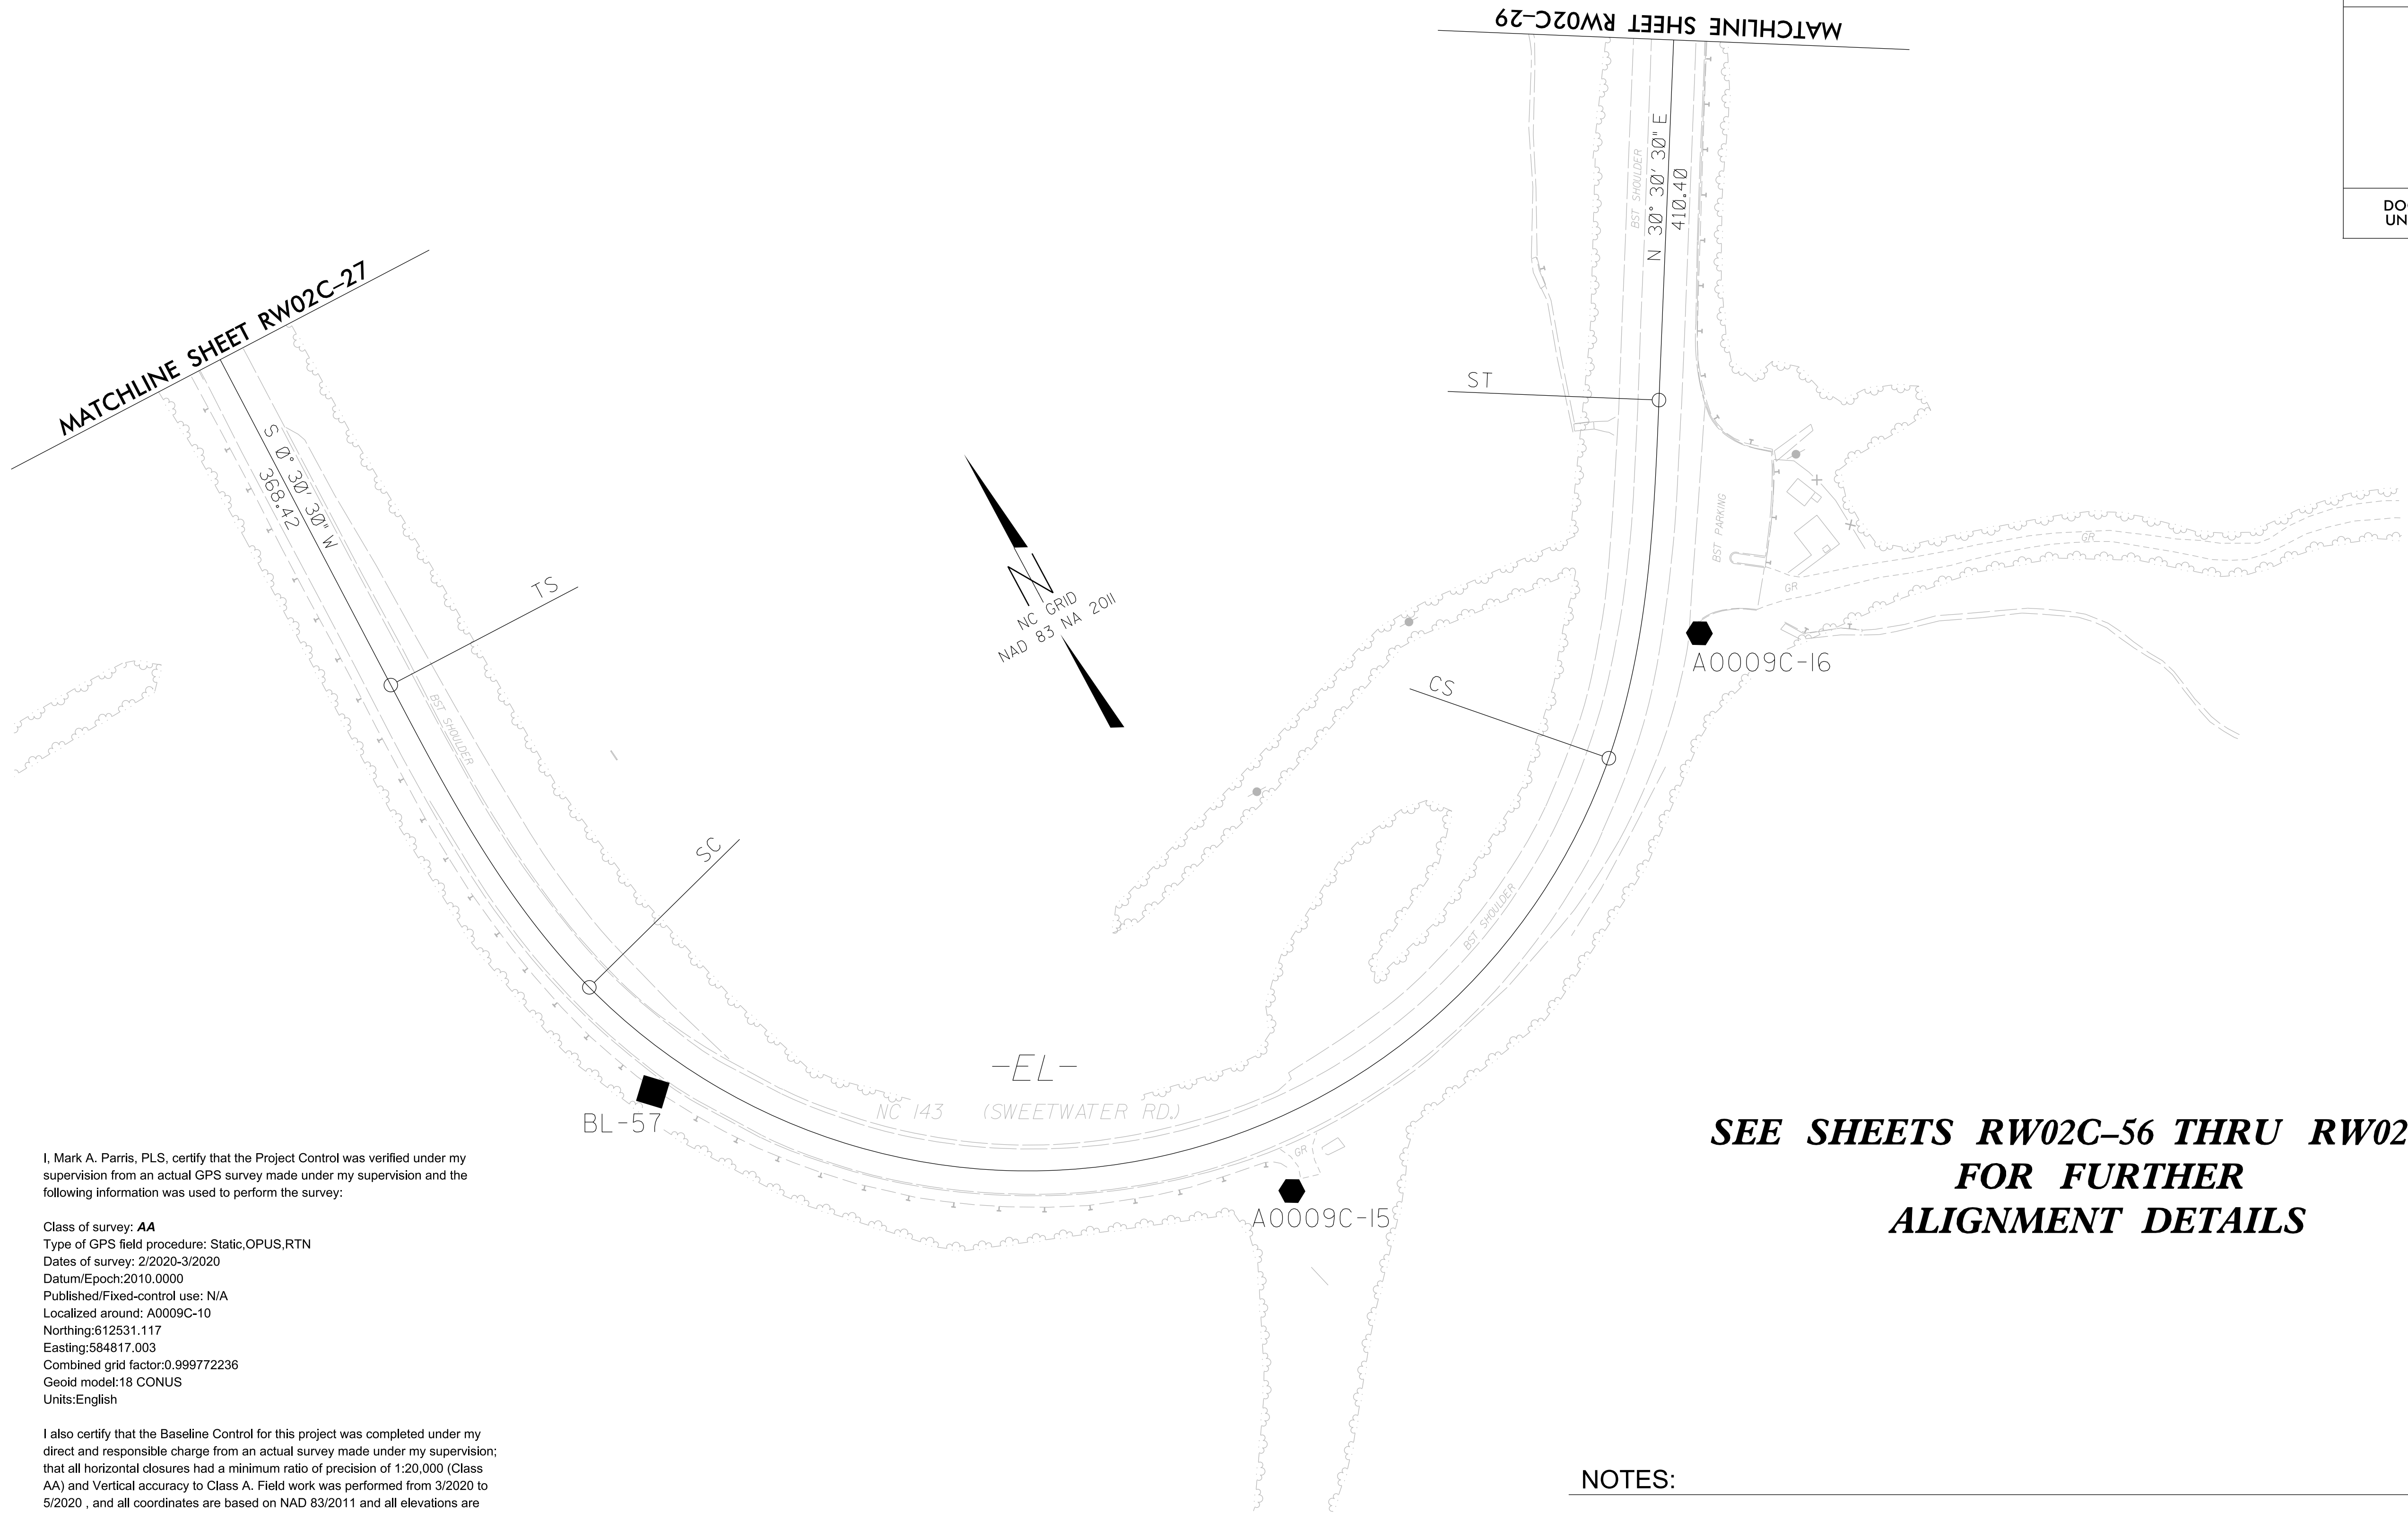 MATCHLINE SHEET RW02C-29
DO
UN
N 30° 30' 30" E
410.40
BST SHOULDER
MATCHLINE SHEET RW02C-27
S 0° 30' 30" W
368.42
ST
TS
BST PARKING
GR
GR
NC GRID
NAD 83 NA 2011
A0009C-16
CS
BST SHOULDER
SC
BST SHOULDER
-EL-
NC 143 (SWEETWATER RD.)
BL-57
GR
A0009C-15
SEE SHEETS RW02C-56 THRU RW02
FOR FURTHER
ALIGNMENT DETAILS
I, Mark A. Parris, PLS, certify that the Project Control was verified under my
supervision from an actual GPS survey made under my supervision and the
following information was used to perform the survey:
Class of survey: AA
Type of GPS field procedure: Static,OPUS,RTN
Dates of survey: 2/2020-3/2020
Datum/Epoch:2010.0000
Published/Fixed-control use: N/A
Localized around: A0009C-10
Northing:612531.117
Easting:584817.003
Combined grid factor:0.999772236
Geoid model:18 CONUS
Units:English
I also certify that the Baseline Control for this project was completed under my
direct and responsible charge from an actual survey made under my supervision;
that all horizontal closures had a minimum ratio of precision of 1:20,000 (Class
AA) and Vertical accuracy to Class A. Field work was performed from 3/2020 to
5/2020 , and all coordinates are based on NAD 83/2011 and all elevations are
NOTES: